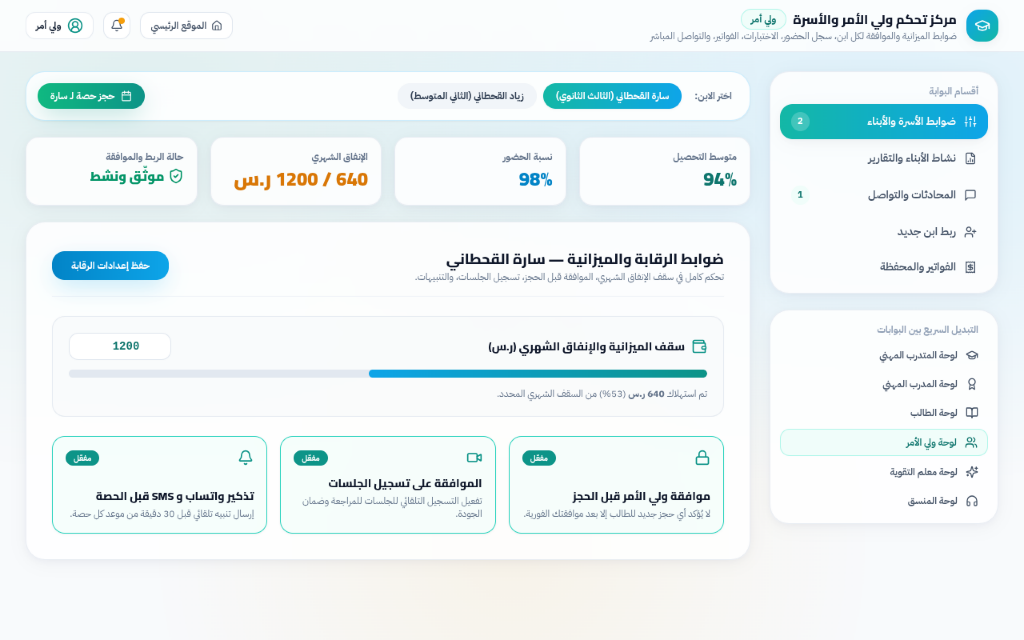 مركز تحكم ولي الأمر والأسرة
ولي أمر
ضوابط الميزانية والموافقة لكل ابن، سجل الحضور، الاختبارات، الفواتير، والتواصل المباشر
الموقع الرئيسي
ولي أمر
أقسام البوابة
ضوابط الأسرة والأبناء
2
نشاط الأبناء والتقارير
المحادثات والتواصل
1
ربط ابن جديد
الفواتير والمحفظة
التبديل السريع بين البوابات
لوحة المتدرب المهني
لوحة المدرب المهني
لوحة الطالب
لوحة ولي الأمر
لوحة معلم التقوية
لوحة المنسق
اختر الابن:
سارة القحطاني (الثالث الثانوي)
زياد القحطاني (الثاني المتوسط)
حجز حصة لـ سارة
متوسط التحصيل
94%
نسبة الحضور
98%
الإنفاق الشهري
640 / 1200 ر.س
حالة الربط والموافقة
موثّق ونشط
ضوابط الرقابة والميزانية — سارة القحطاني
تحكم كامل في سقف الإنفاق الشهري، الموافقة قبل الحجز، تسجيل الجلسات، والتنبيهات.
حفظ إعدادات الرقابة
سقف الميزانية والإنفاق الشهري (ر.س)
1200
تم استهلاك 640 ر.س (53%) من السقف الشهري المحدد.
مفعّل
موافقة ولي الأمر قبل الحجز
لا يُؤكد أي حجز جديد للطالب إلا بعد موافقتك الفورية.
مفعّل
الموافقة على تسجيل الجلسات
تفعيل التسجيل التلقائي للجلسات للمراجعة وضمان
الجودة.
مفعّل
تذكير واتساب و SMS قبل الحصة
إرسال تنبيه تلقائي قبل 30 دقيقة من موعد كل حصة.